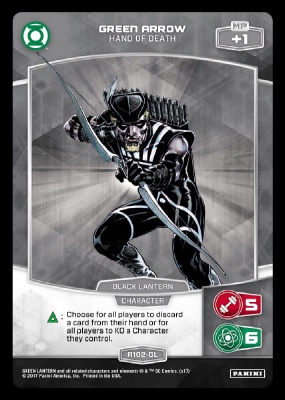 GREEN ARROW
HAND OF DEATH
MP
+1
BLACK LANTERN
CHARACTER
: Choose for all players to discard
a card from their hand or for
all players to KO a Character
they control.
5
6
R102-GL
GREEN LANTERN and all related characters and elements © & ™ DC Comics. (s17)
© 2017 Panini America, Inc. Printed in the USA.
PANINI